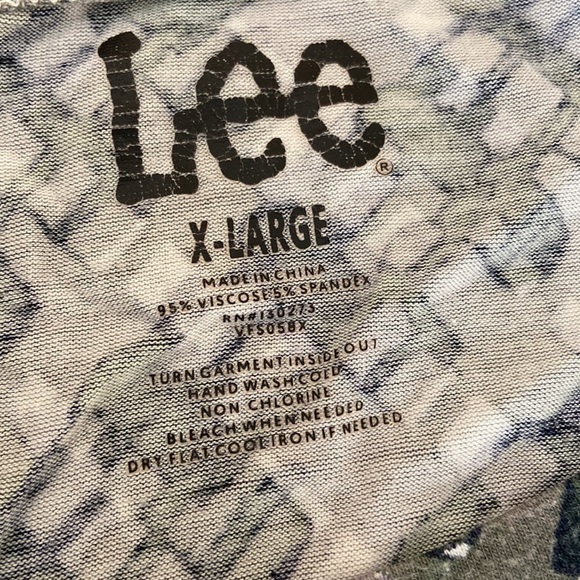 Lee®
X-LARGE
MADE IN CHINA
95% VISCOSE 5% SPANDEX
RN#130273
VFS05BX
TURN GARMENT INSIDE OUT
HAND WASH COLD
NON CHLORINE
BLEACH WHEN NEEDED
DRY FLAT COOL IRON IF NEEDED